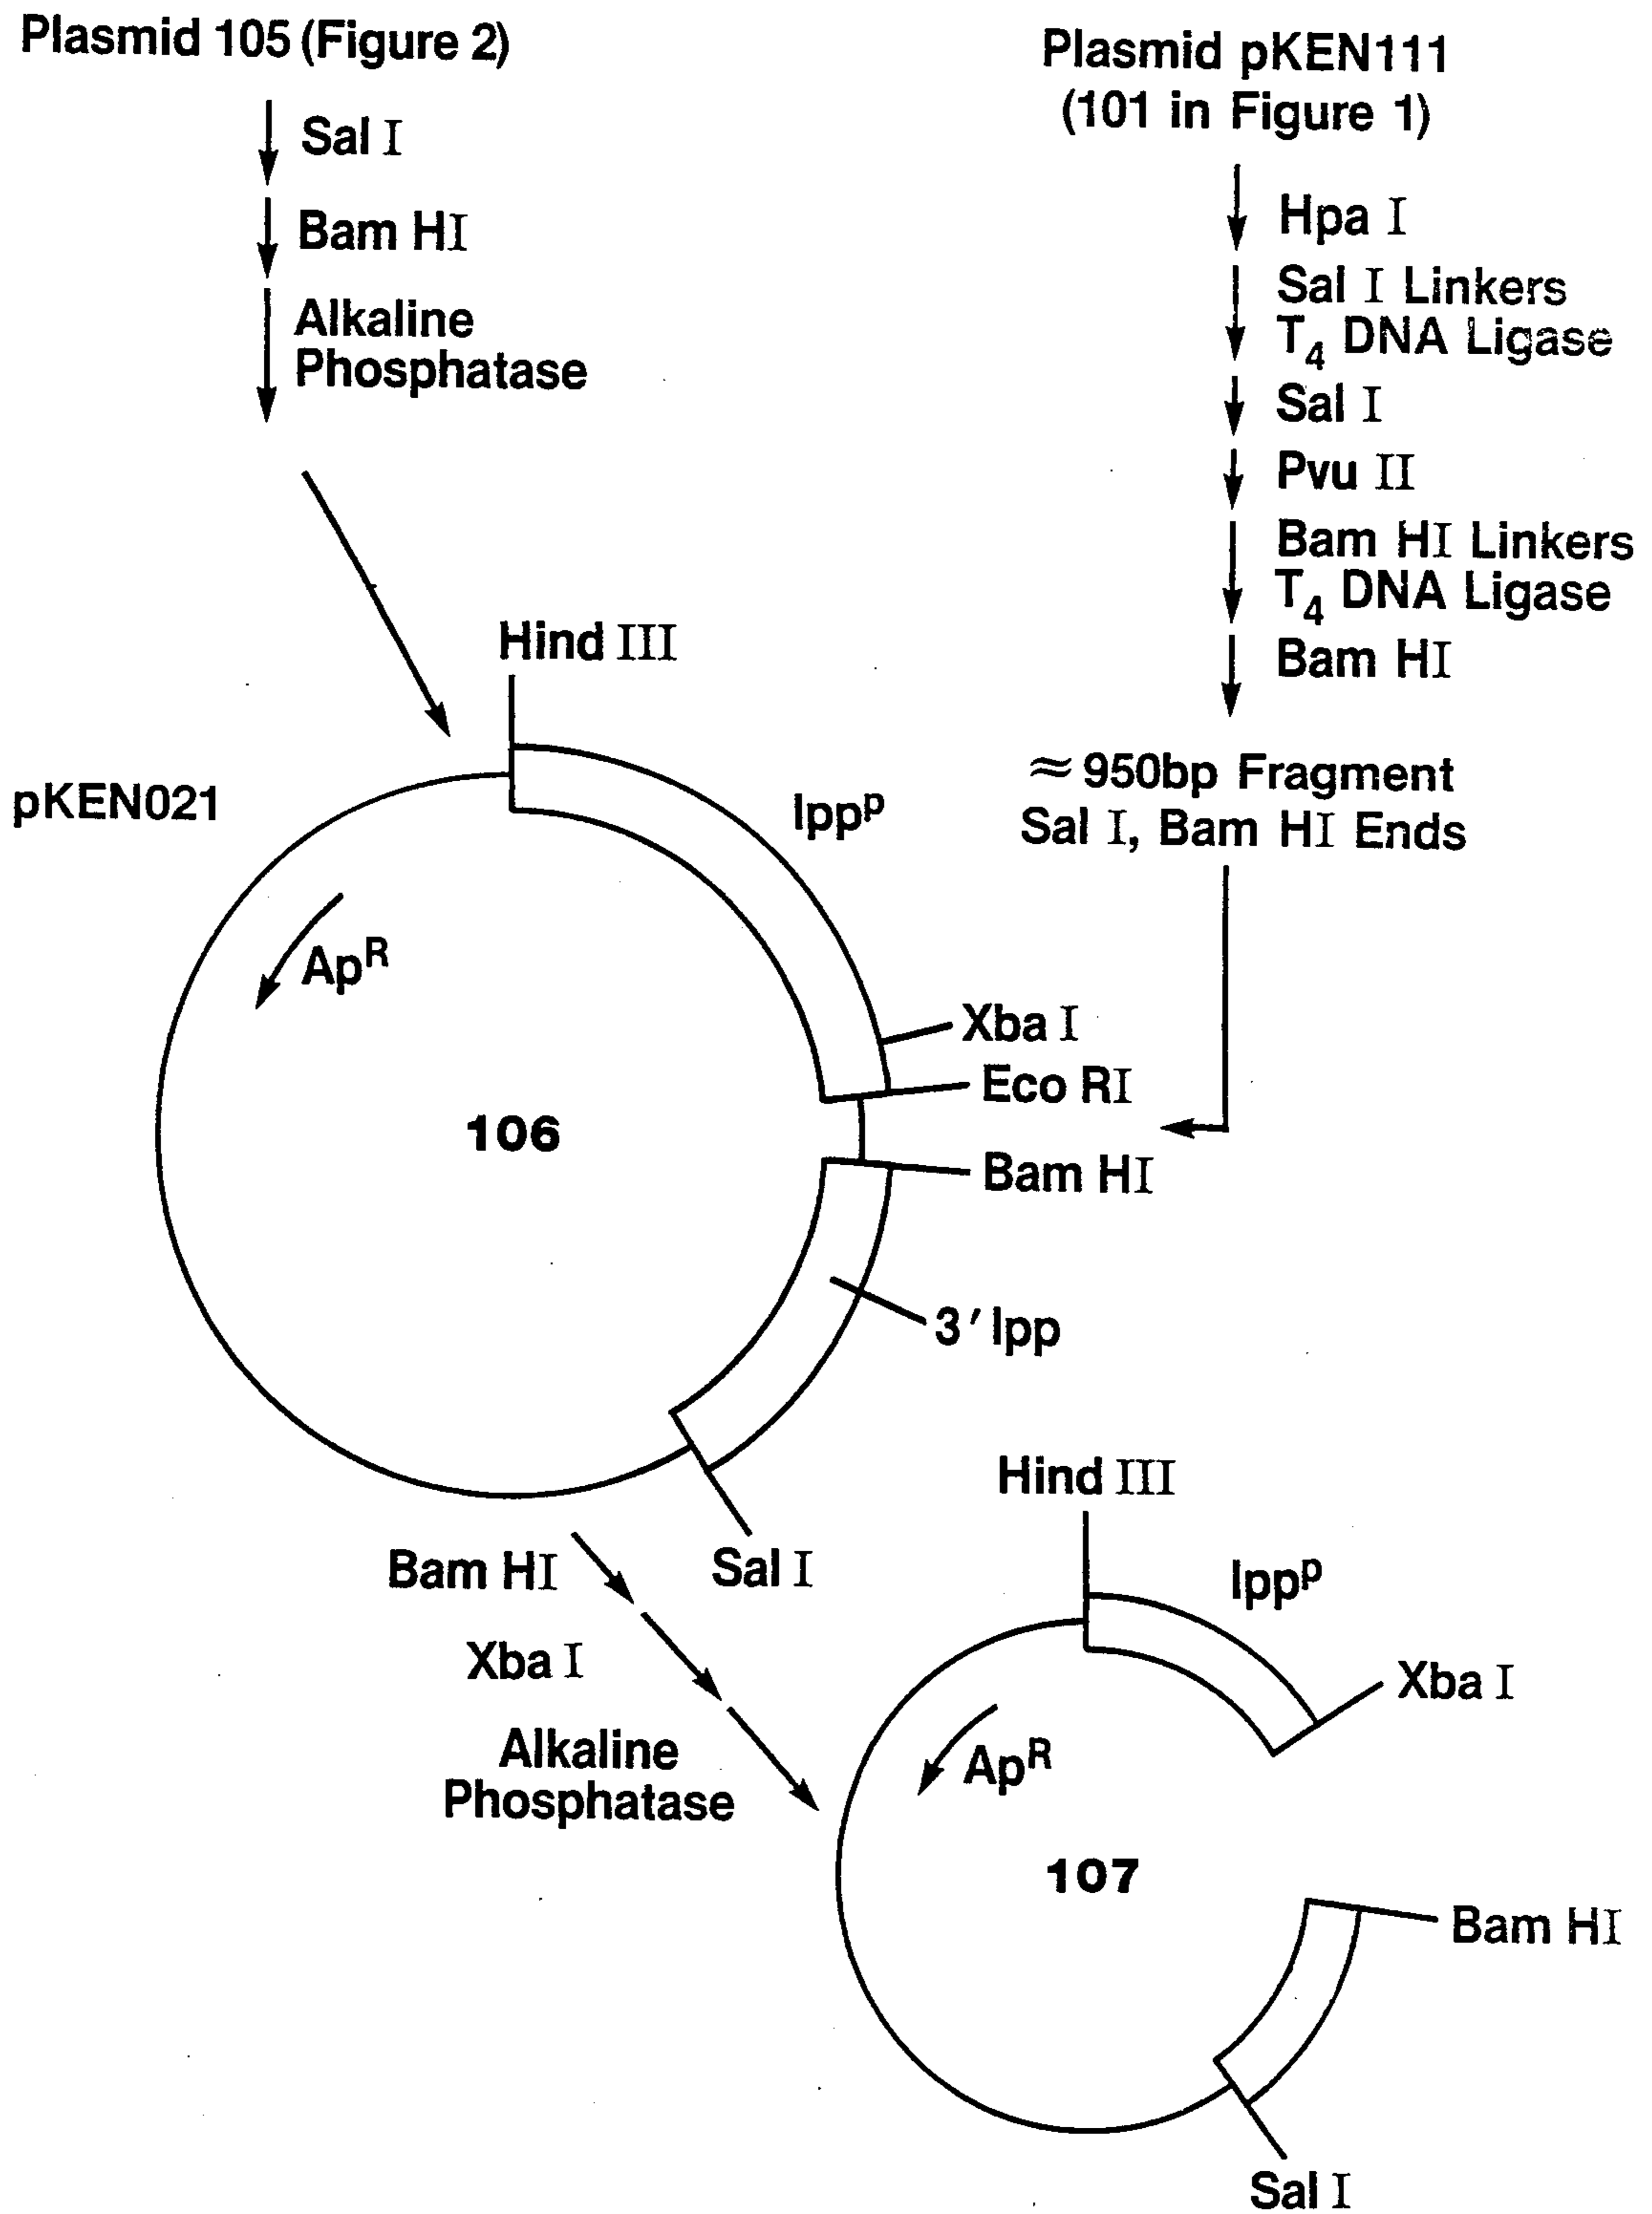 Plasmid 105 (Figure 2)
Sal I
Bam HI
Alkaline
Phosphatase
Plasmid pKEN111
(101 in Figure 1)
Hpa I
Sal I Linkers
T4 DNA Ligase
Sal I
Pvu II
Bam HI Linkers
T4 DNA Ligase
Bam HI
≈950bp Fragment
Sal I, Bam HI Ends
pKEN021
Hind III
lppP
ApR
Xba I
Eco RI
106
Bam HI
3′lpp
Sal I
Bam HI
Xba I
Alkaline
Phosphatase
Hind III
lppP
Xba I
ApR
107
Bam HI
Sal I